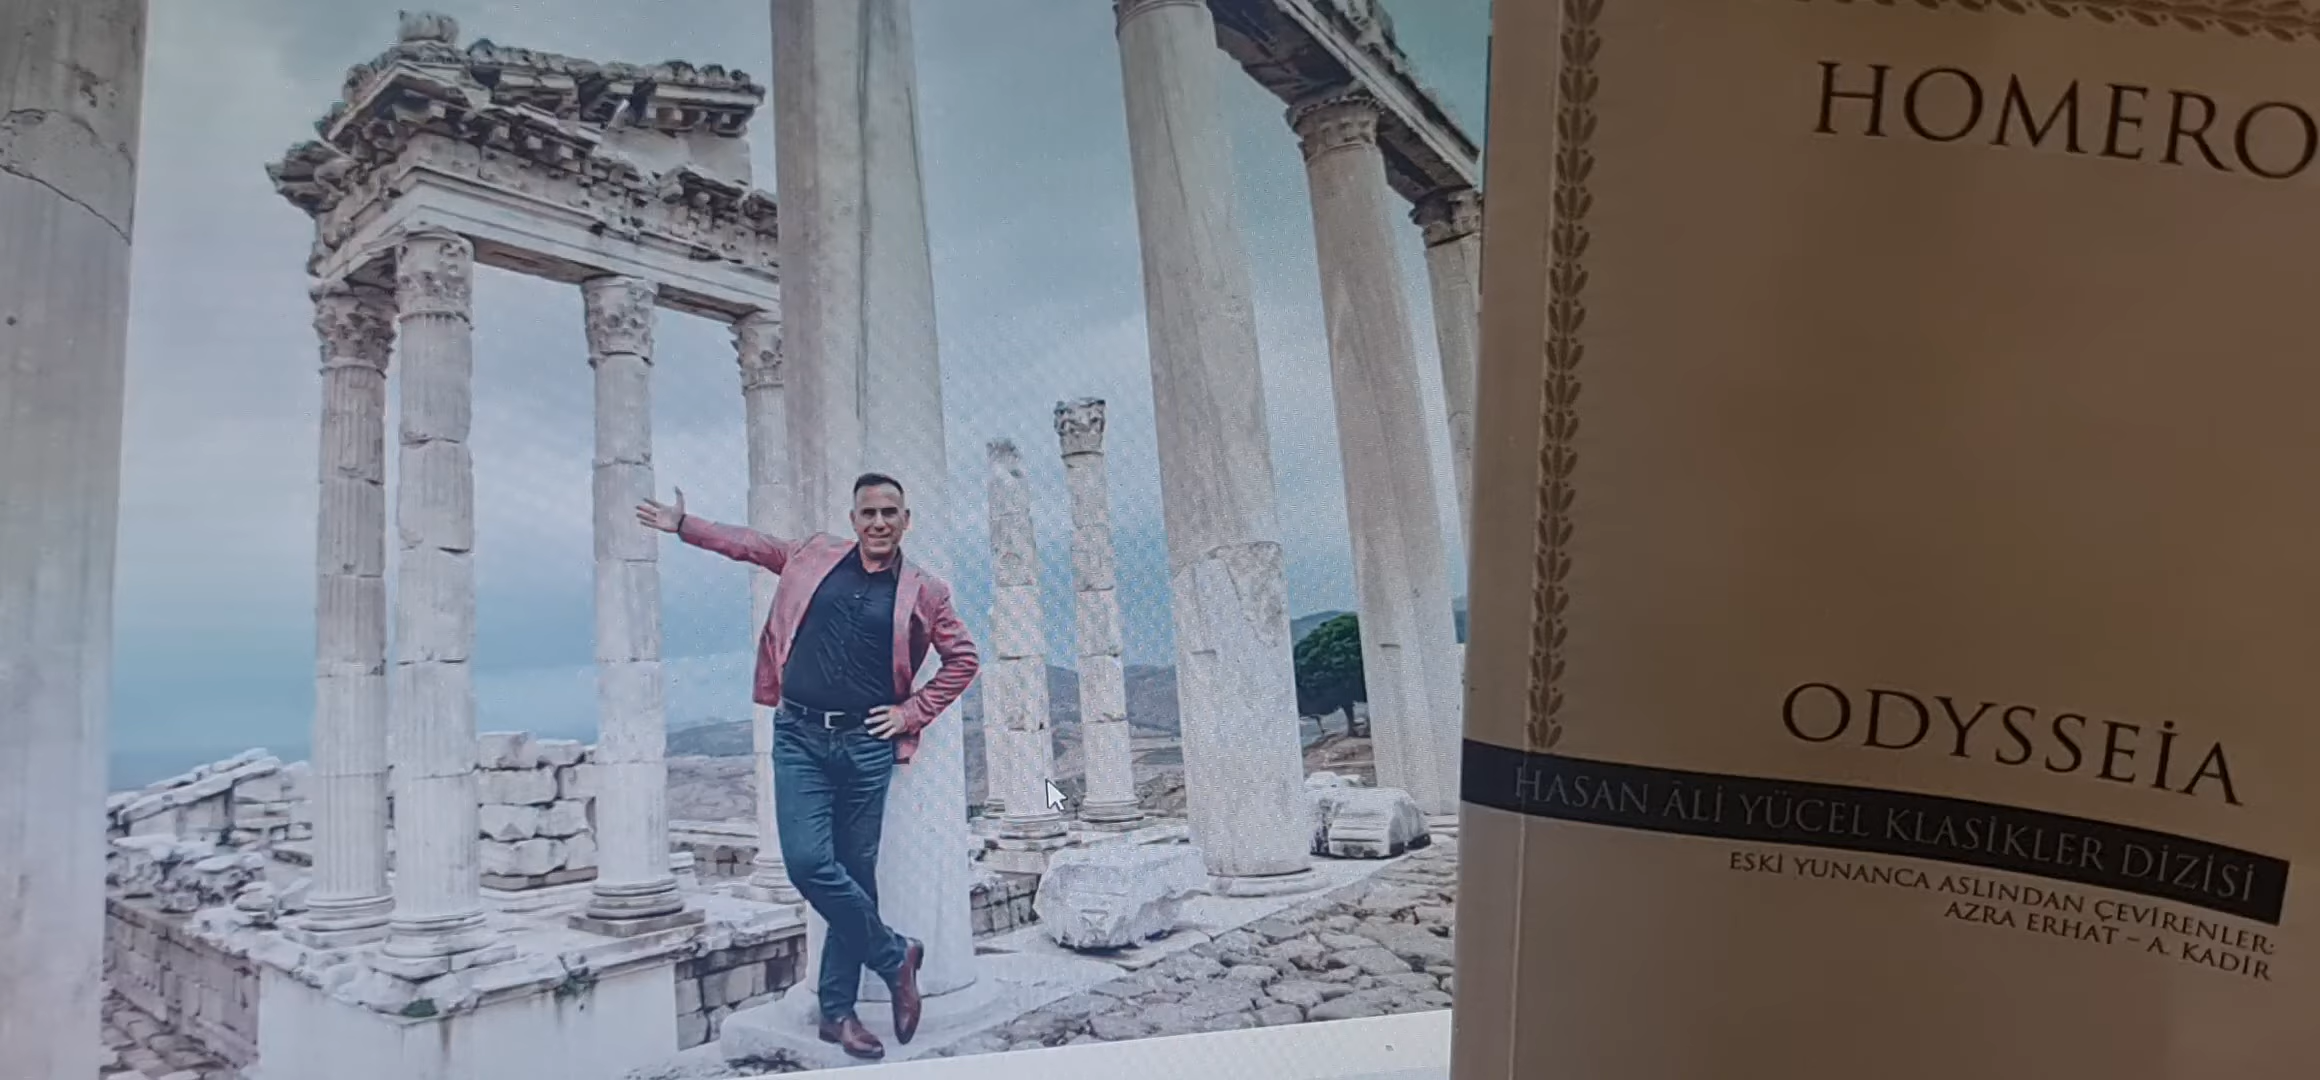 HOMERO
ODYSSEİA
HASAN ÂLİ YÜCEL KLASİKLER DİZİSİ
ESKİ YUNANCA ASLINDAN ÇEVİRENLER:
AZRA ERHAT – A. KADİR